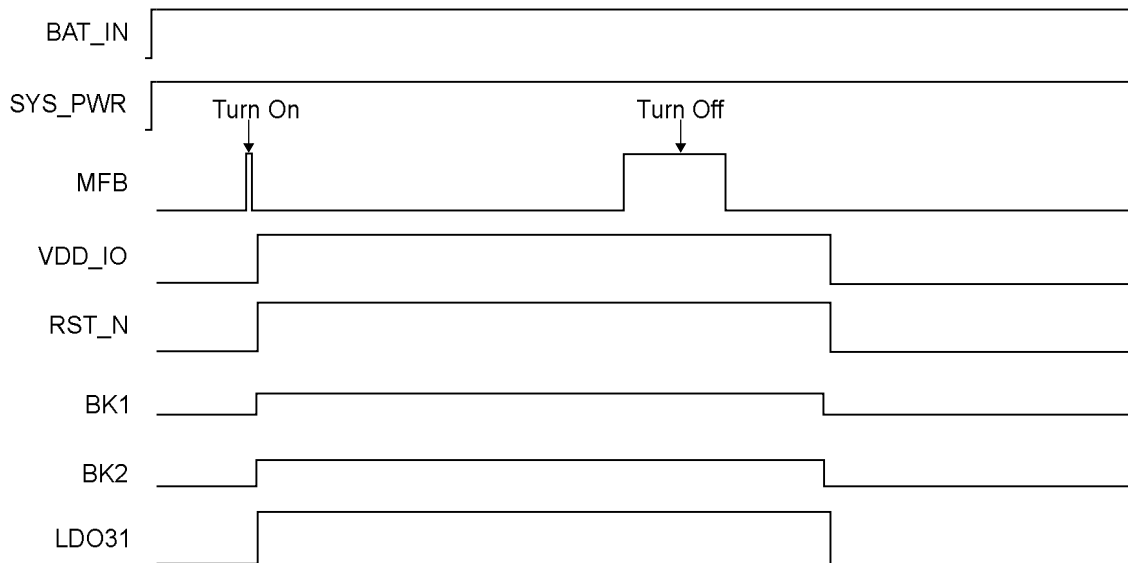 BAT_IN
SYS_PWR
Turn On
Turn Off
MFB
VDD_IO
RST_N
BK1
BK2
LDO31